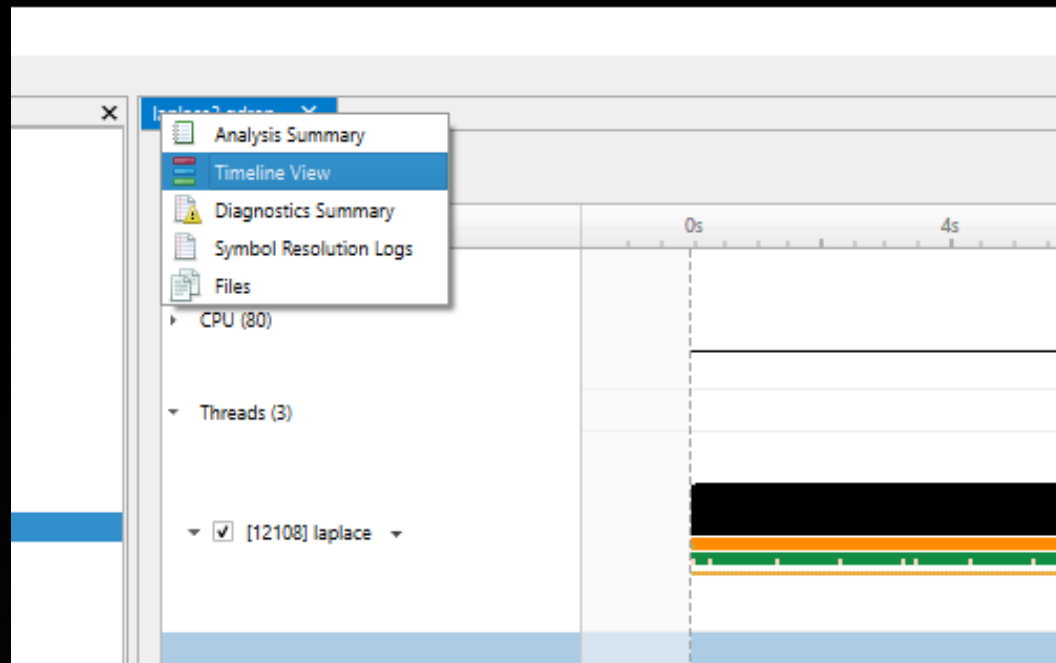 Analysis Summary
Timeline View
Diagnostics Summary
Symbol Resolution Logs
Files
0s 4s
CPU (80)
Threads (3)
[12108] laplace